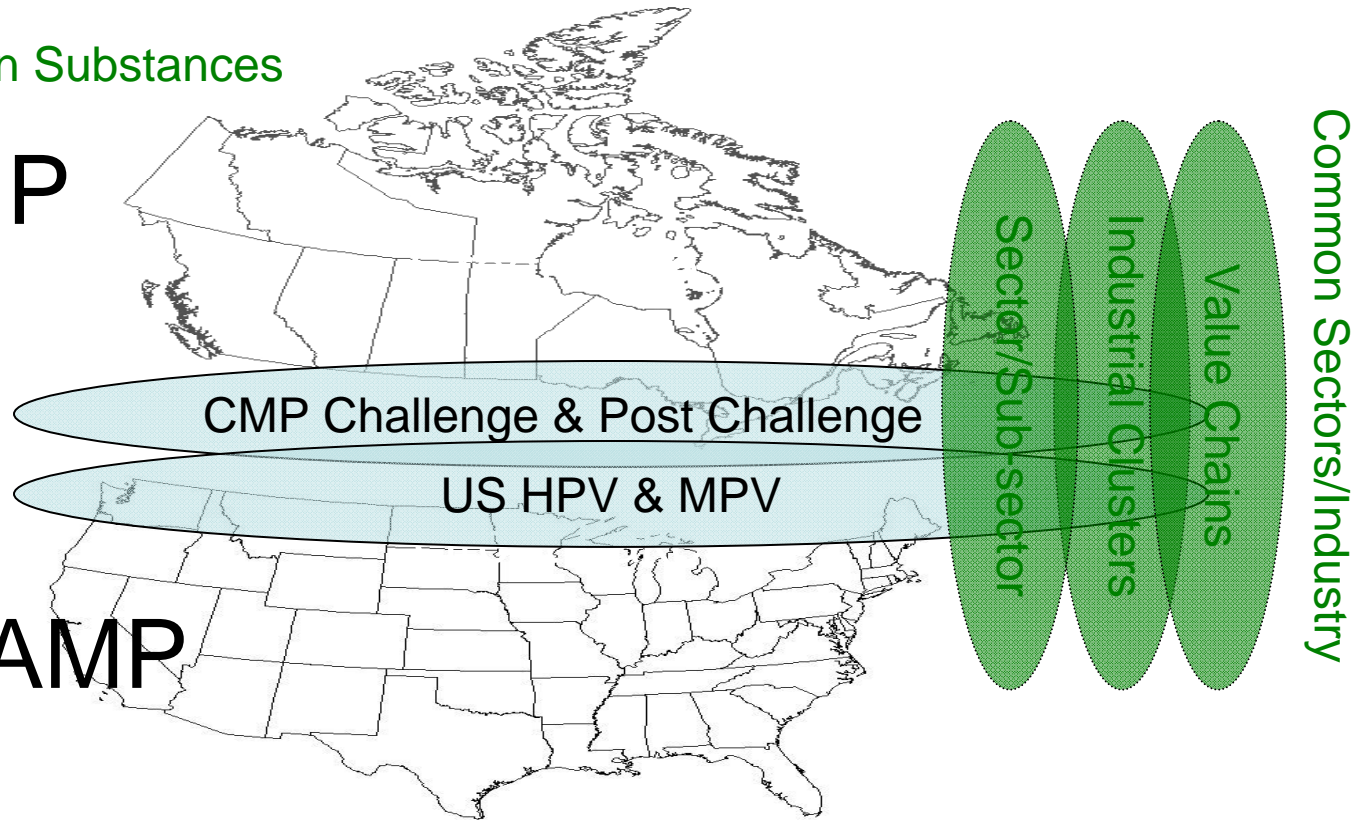 n Substances
P
CMP Challenge & Post Challenge
US HPV & MPV
AMP
Sector/Sub-sector
Industrial Clusters
Value Chains
Common Sectors/Industry